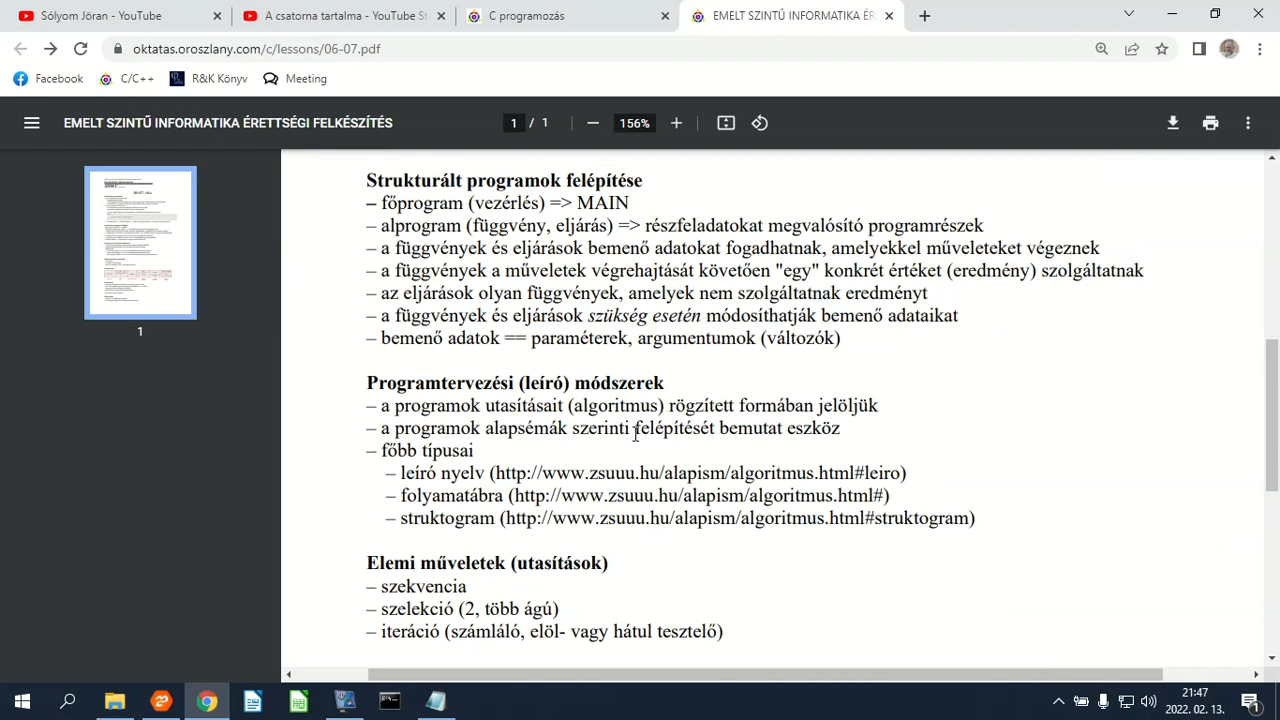 Sólyom Jóran - YouTube
A csatorna tartalma - YouTube St
C programozás
EMELT SZINTŰ INFORMATIKA ÉR
oktatas.oroszlany.com/c/lessons/06-07.pdf
Facebook
C/C++
R&K Könyv
Meeting
EMELT SZINTŰ INFORMATIKA ÉRETTSÉGI FELKÉSZÍTÉS
1 / 1
156%
Strukturált programok felépítése
– főprogram (vezérlés) => MAIN
– alprogram (függvény, eljárás) => részfeladatokat megvalósító programrészek
– a függvények és eljárások bemenő adatokat fogadhatnak, amelyekkel műveleteket végeznek
– a függvények a műveletek végrehajtását követően "egy" konkrét értéket (eredmény) szolgáltatnak
– az eljárások olyan függvények, amelyek nem szolgáltatnak eredményt
– a függvények és eljárások szükség esetén módosíthatják bemenő adataikat
– bemenő adatok == paraméterek, argumentumok (változók)
1
Programtervezési (leíró) módszerek
– a programok utasításait (algoritmus) rögzített formában jelöljük
– a programok alapsémák szerinti felépítését bemutat eszköz
– főbb típusai
– leíró nyelv (http://www.zsuuu.hu/alapism/algoritmus.html#leiro)
– folyamatábra (http://www.zsuuu.hu/alapism/algoritmus.html#)
– struktogram (http://www.zsuuu.hu/alapism/algoritmus.html#struktogram)
Elemi műveletek (utasítások)
– szekvencia
– szelekció (2, több ágú)
– iteráció (számláló, elöl- vagy hátul tesztelő)
21:47
2022. 02. 13.
1